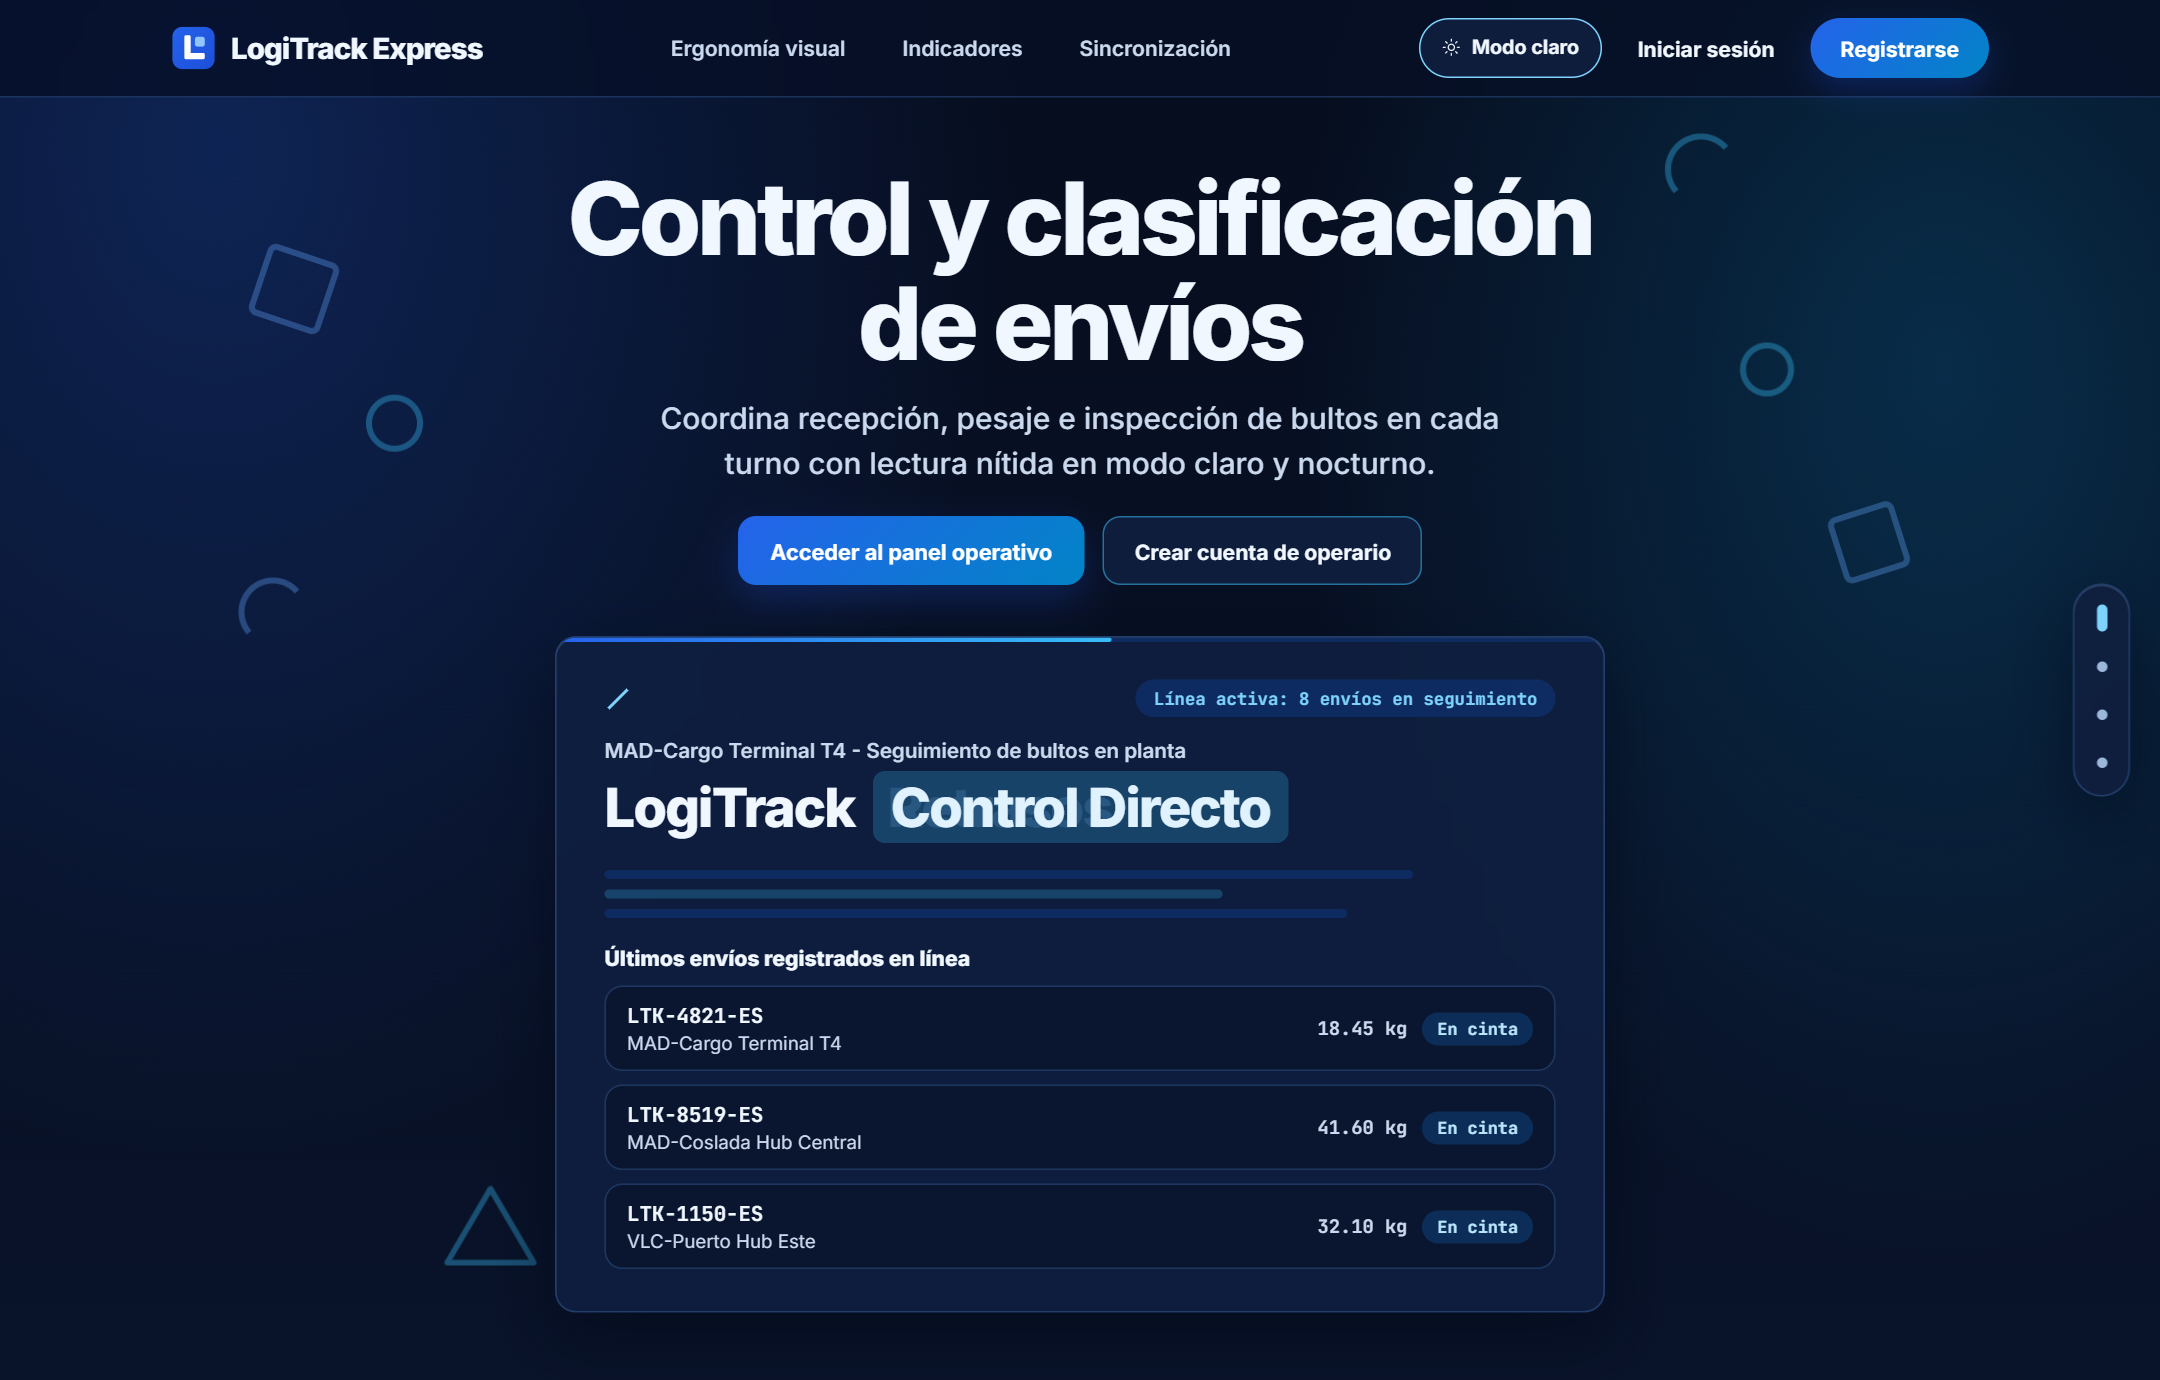 LogiTrack Express
Ergonomía visual
Indicadores
Sincronización
Modo claro
Iniciar sesión
Registrarse
Control y clasificación
de envíos
Coordina recepción, pesaje e inspección de bultos en cada
turno con lectura nítida en modo claro y nocturno.
Acceder al panel operativo
Crear cuenta de operario
Línea activa: 8 envíos en seguimiento
MAD-Cargo Terminal T4 - Seguimiento de bultos en planta
LogiTrack Control Directo
Últimos envíos registrados en línea
LTK-4821-ES
MAD-Cargo Terminal T4
18.45 kg
En cinta
LTK-8519-ES
MAD-Coslada Hub Central
41.60 kg
En cinta
LTK-1150-ES
VLC-Puerto Hub Este
32.10 kg
En cinta